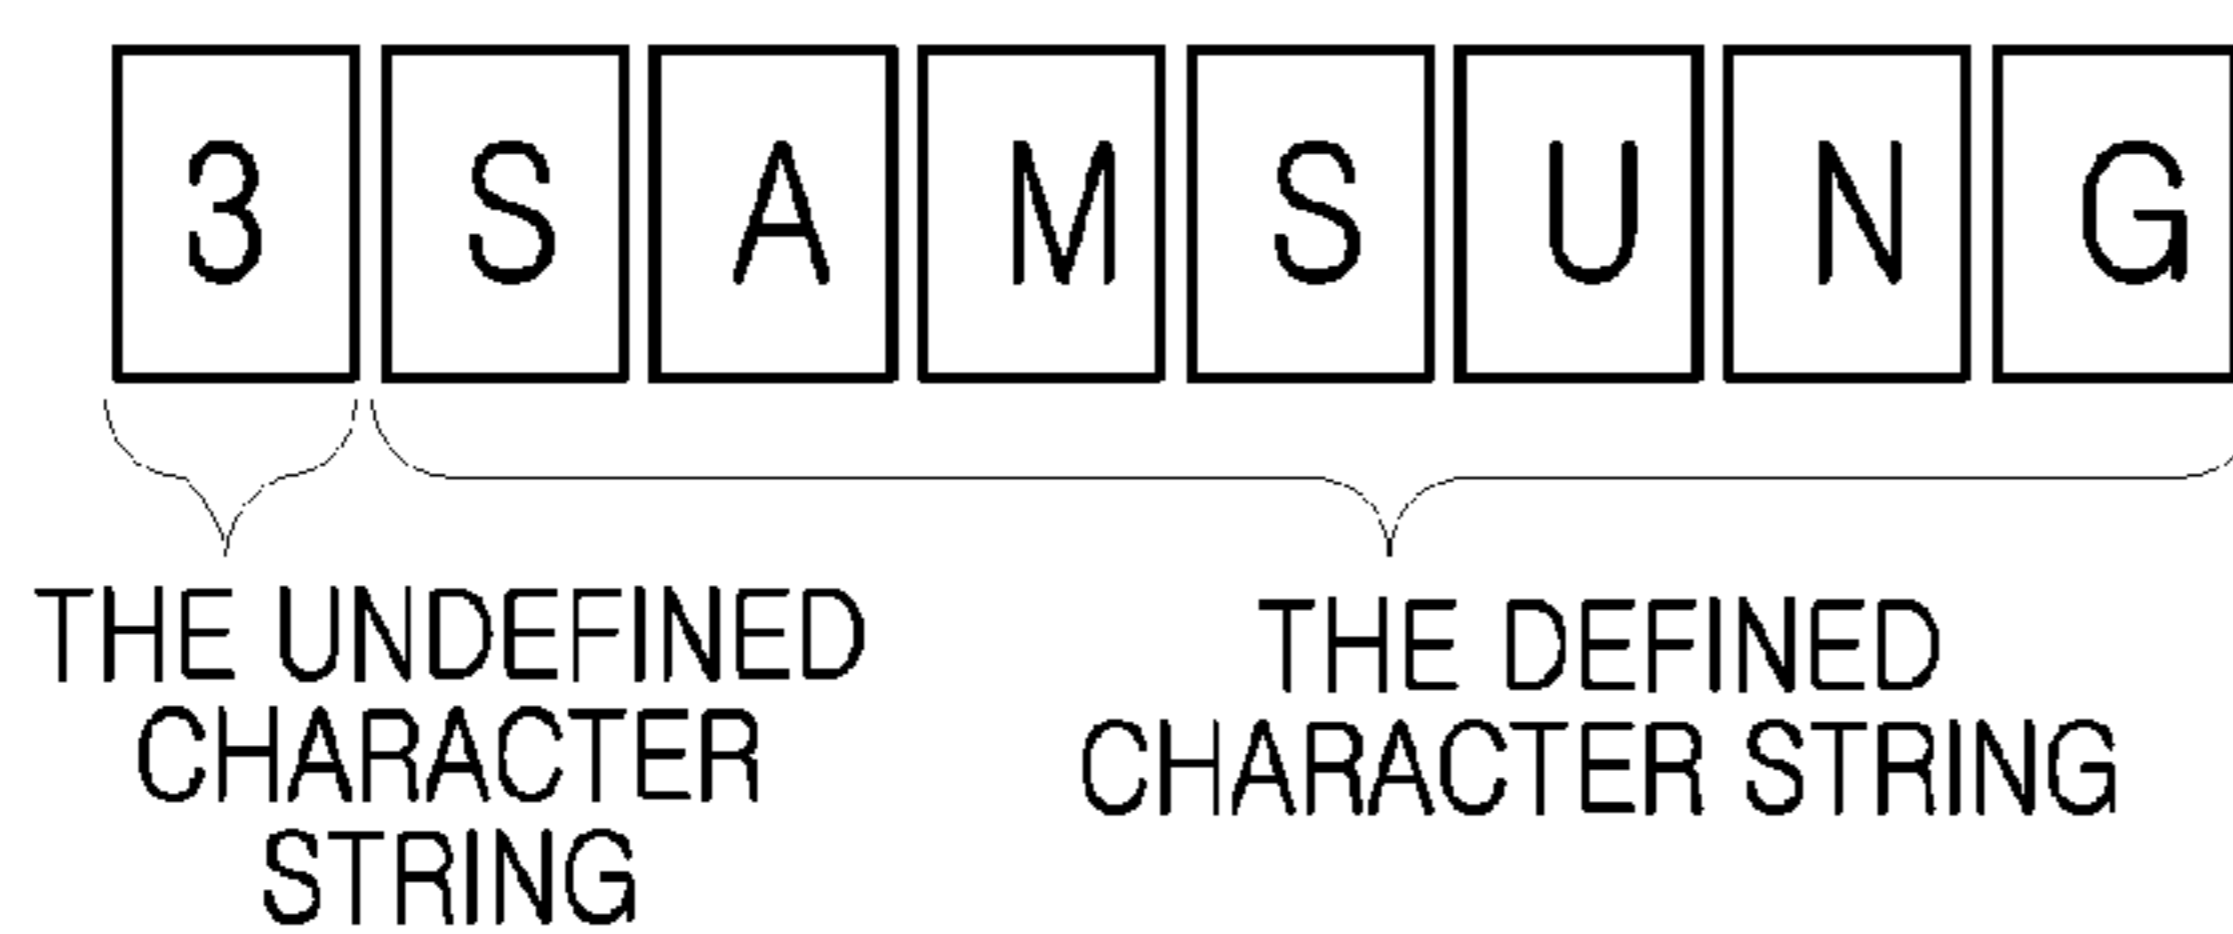 3 S A M S U N G
THE UNDEFINED
CHARACTER
STRING
THE DEFINED
CHARACTER STRING